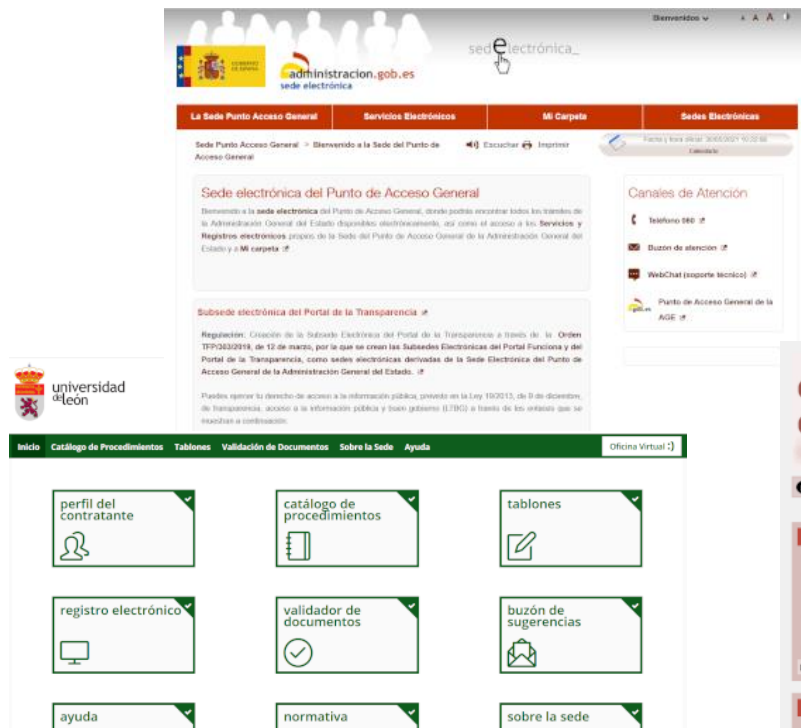 Bienvenidos
A A A
GOBIERNO DE ESPAÑA
administracion.gob.es
sede electrónica
sedelectrónica_
La Sede Punto Acceso General Servicios Electrónicos Mi Carpeta Sedes Electrónicas
Sede Punto Acceso General > Bienvenido a la Sede del Punto de
Acceso General
Escuchar Imprimir
Calendario
Sede electrónica del Punto de Acceso General
Bienvenido a la sede electrónica del Punto de Acceso General, donde podrás encontrar todos los trámites de
la Administración General del Estado disponibles electrónicamente, así como el acceso a los Servicios y
Registros electrónicos propios de la Sede del Punto de Acceso General de la Administración General del
Estado y a Mi carpeta
Canales de Atención
Teléfono 060
Buzón de atención
WebChat (soporte técnico)
Punto de Acceso General de la
AGE
Subsede electrónica del Portal de la Transparencia
Regulación: Creación de la Subsede Electrónica del Portal de la Transparencia a través de la Orden
TFP/303/2019, de 12 de marzo, por la que se crean las Subsedes Electrónicas del Portal Funciona y del
Portal de la Transparencia, como sedes electrónicas derivadas de la Sede Electrónica del Punto de
Acceso General de la Administración General del Estado.
Puedes ejercer tu derecho de acceso a la información pública, previsto en la Ley 19/2013, de 9 de diciembre,
de transparencia, acceso a la información pública y buen gobierno (LTBG) a través de los enlaces que se
muestran a continuación.
universidad
de león
Inicio Catálogo de Procedimientos Tablones Validación de Documentos Sobre la Sede Ayuda Oficina Virtual :)
perfil del
contratante
catálogo de
procedimientos
tablones
registro electrónico
validador de
documentos
buzón de
sugerencias
ayuda
normativa
sobre la sede